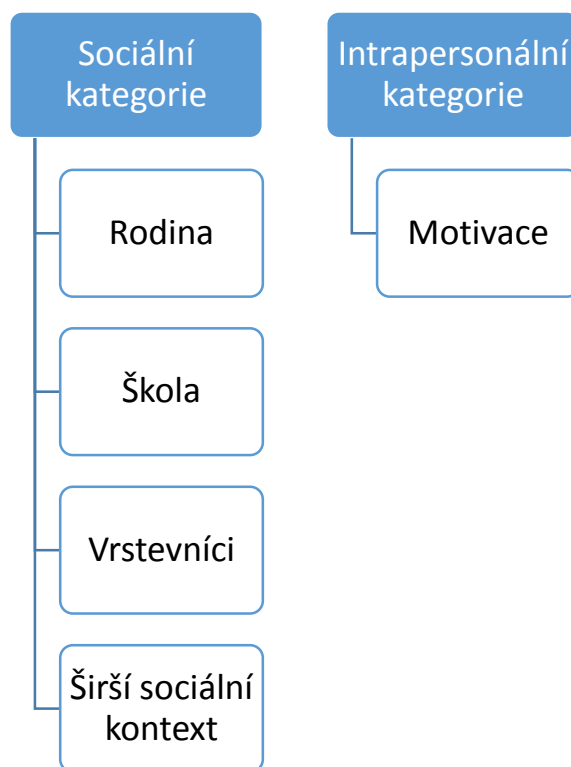 Sociální
kategorie
Rodina
Škola
Vrstevníci
Širší sociální
kontext
Intrapersonální
kategorie
Motivace